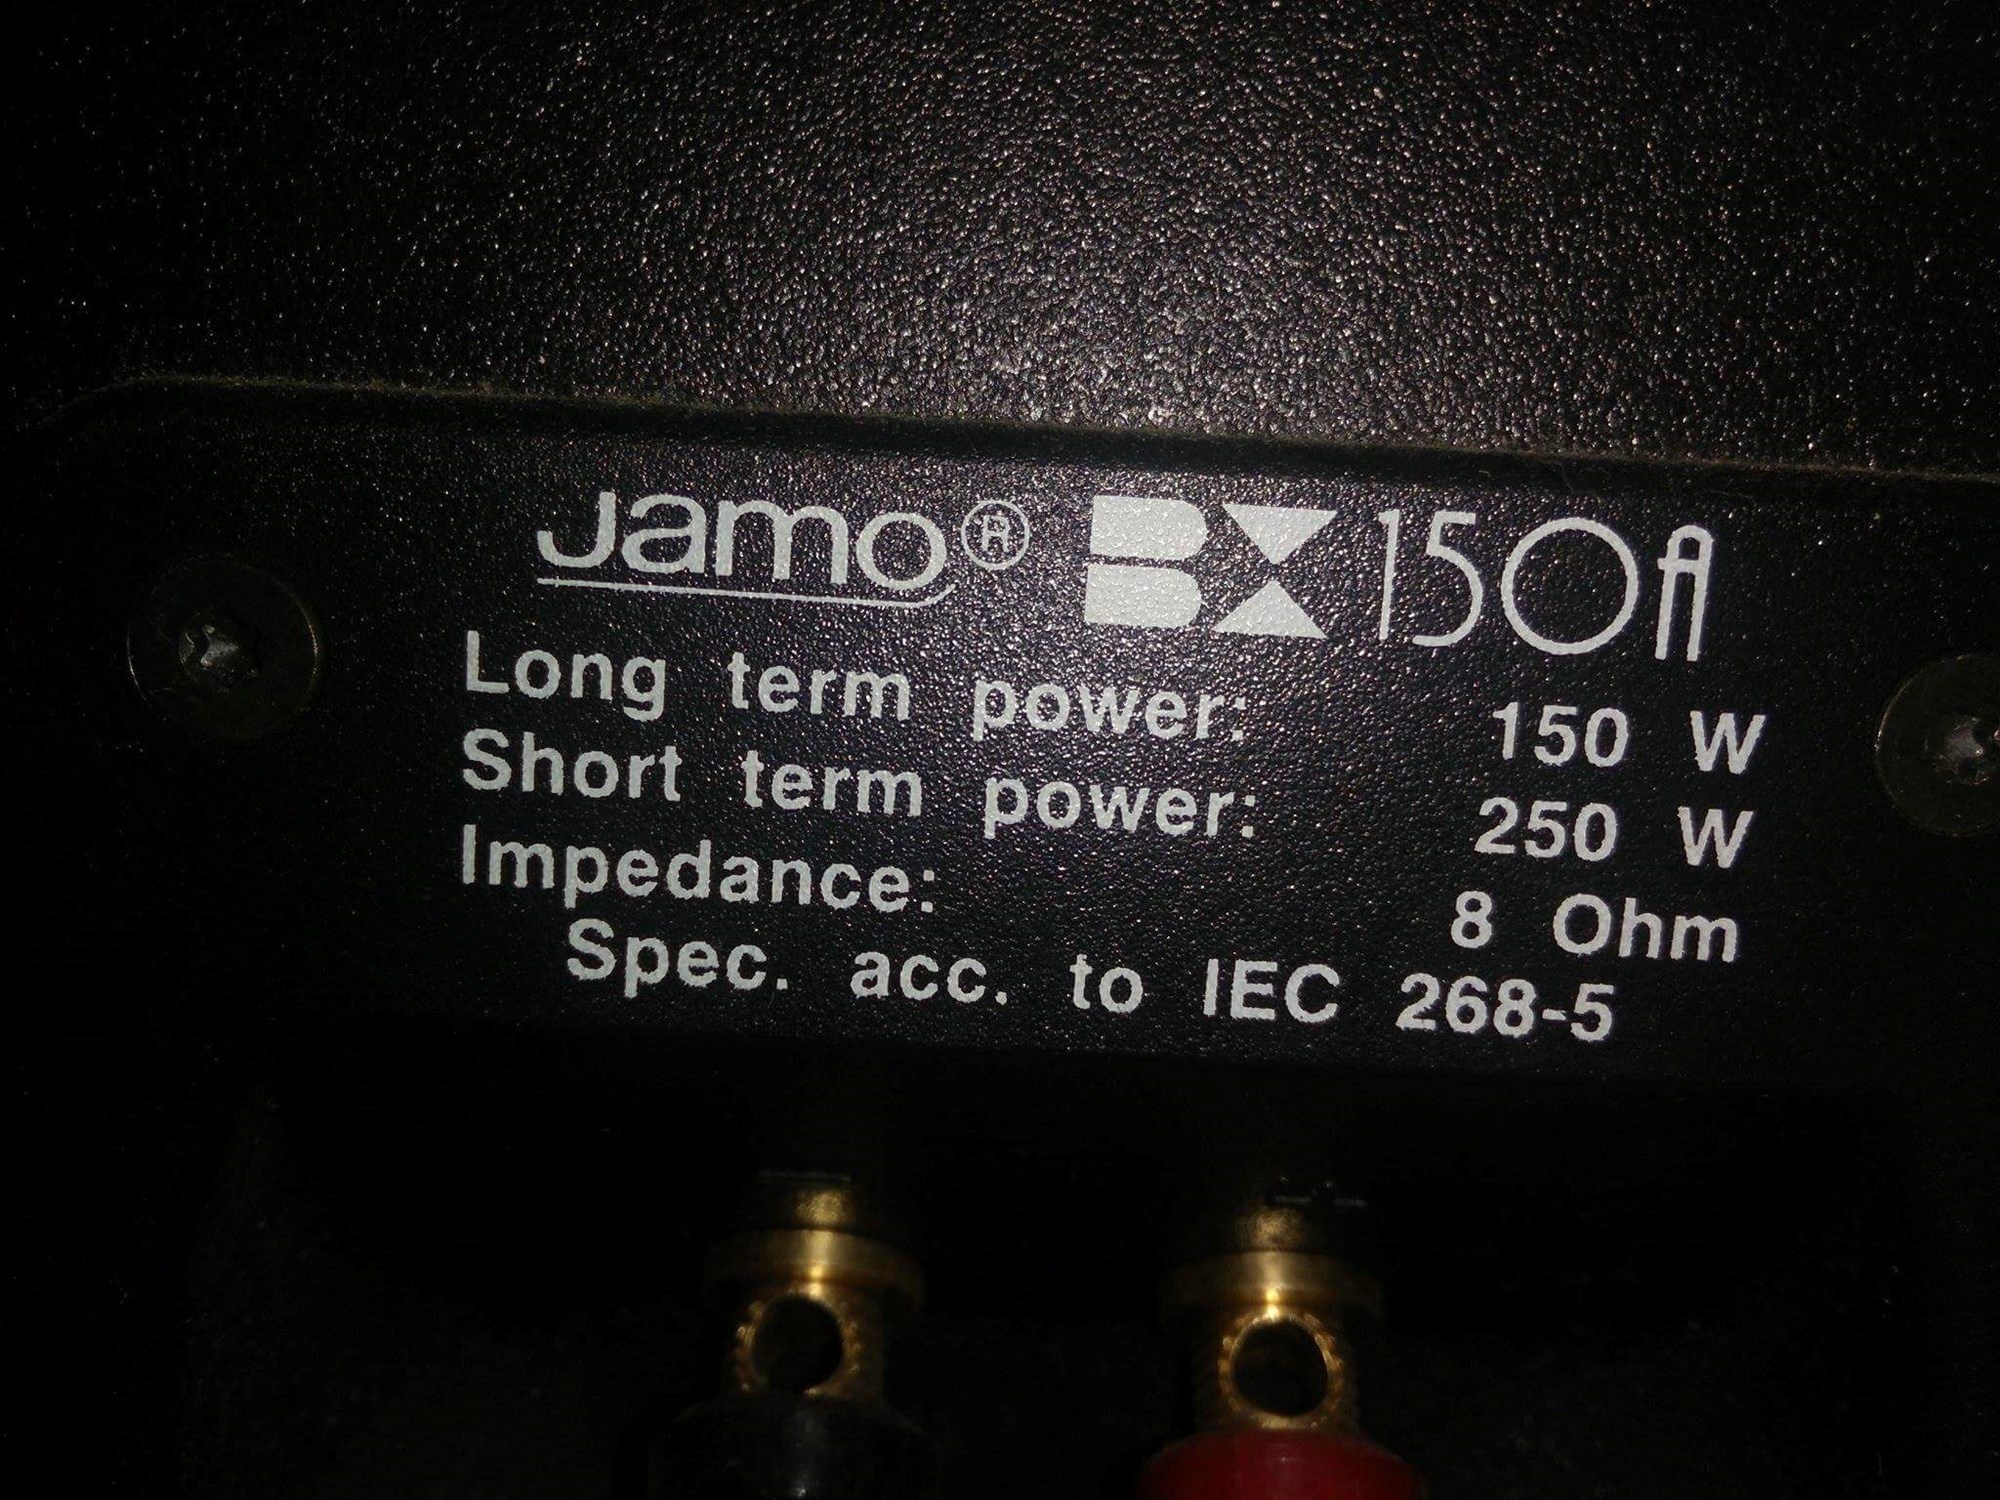 Jamo® BX 150A
Long term power: 150 W
Short term power: 250 W
Impedance: 8 Ohm
Spec. acc. to IEC 268-5